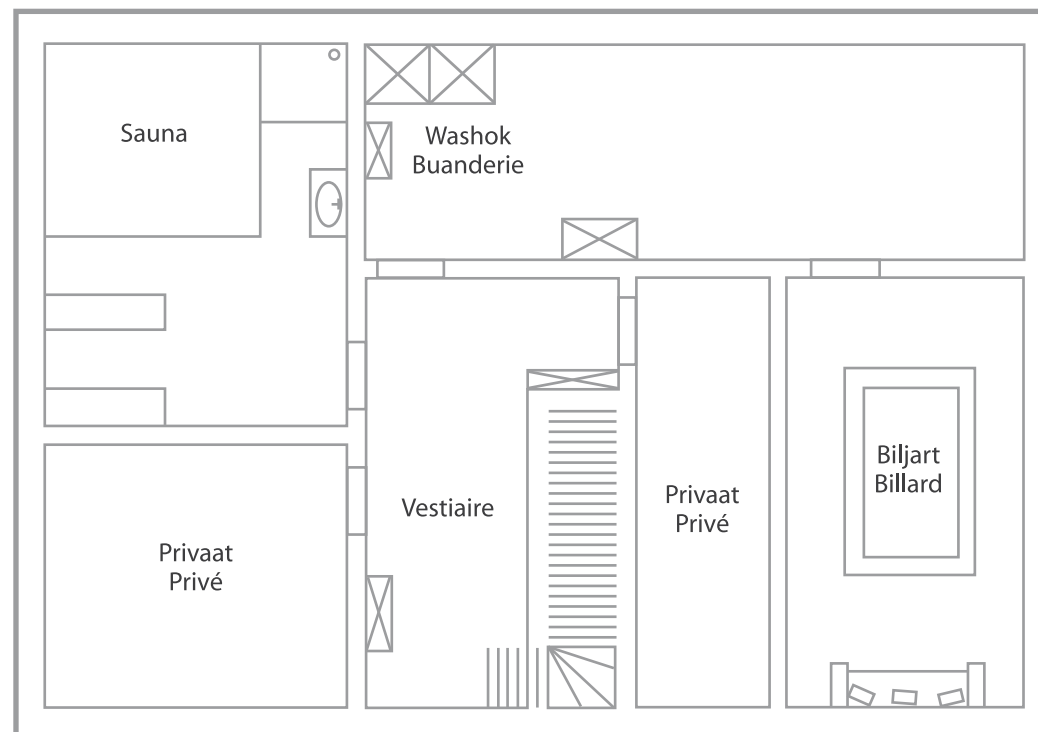 Sauna
Washok
Buanderie
Vestiaire
Privaat
Privé
Biljart
Billard
Privaat
Privé